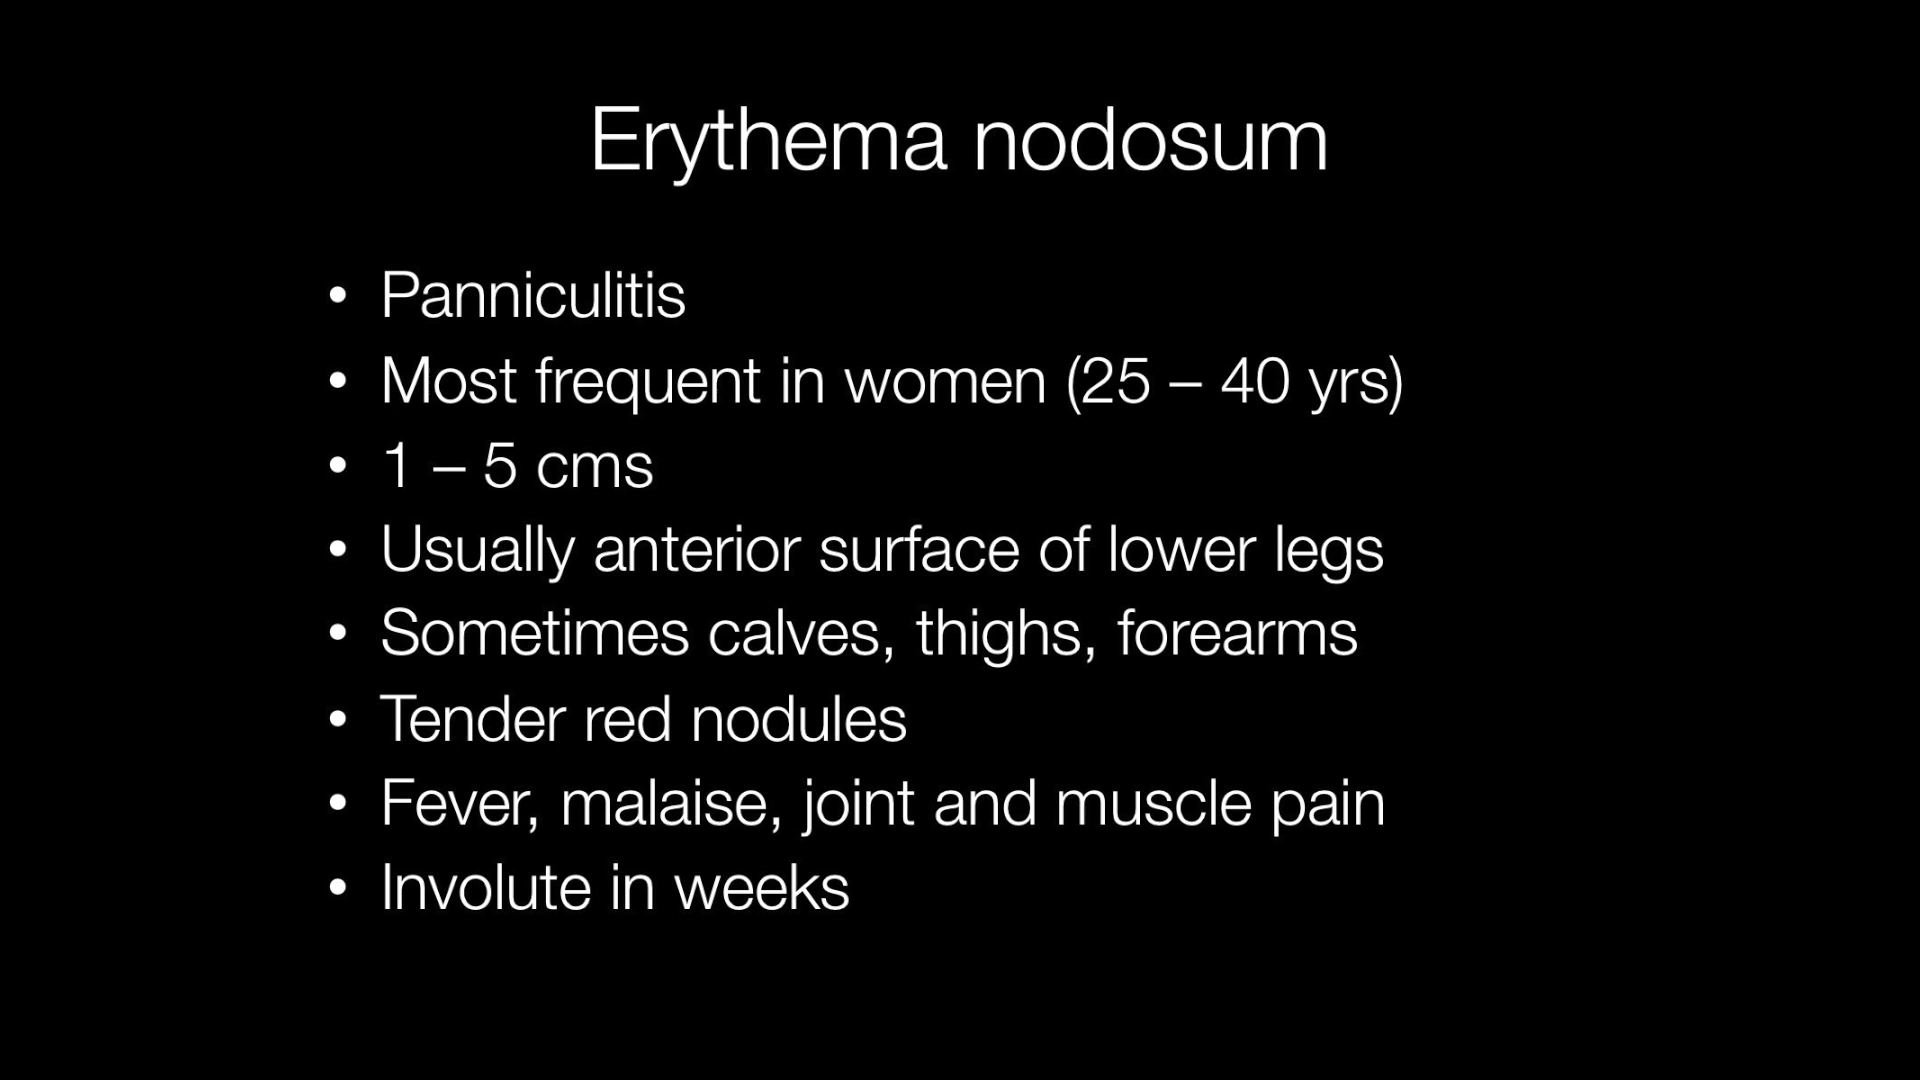 Erythema nodosum
• Panniculitis
• Most frequent in women (25 – 40 yrs)
• 1 – 5 cms
• Usually anterior surface of lower legs
• Sometimes calves, thighs, forearms
• Tender red nodules
• Fever, malaise, joint and muscle pain
• Involute in weeks